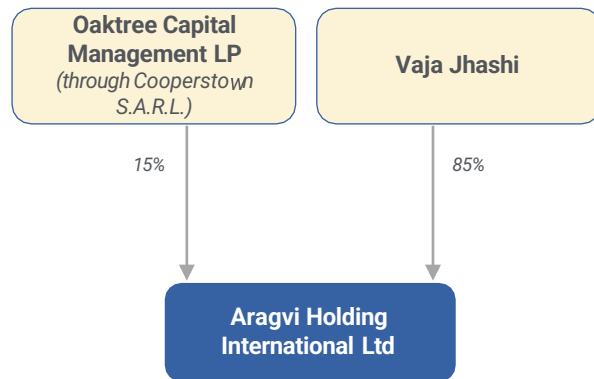 Oaktree Capital
Management LP
(through Cooperstown
S.A.R.L.)
Vaja Jhashi
15%
85%
Aragvi Holding
International Ltd